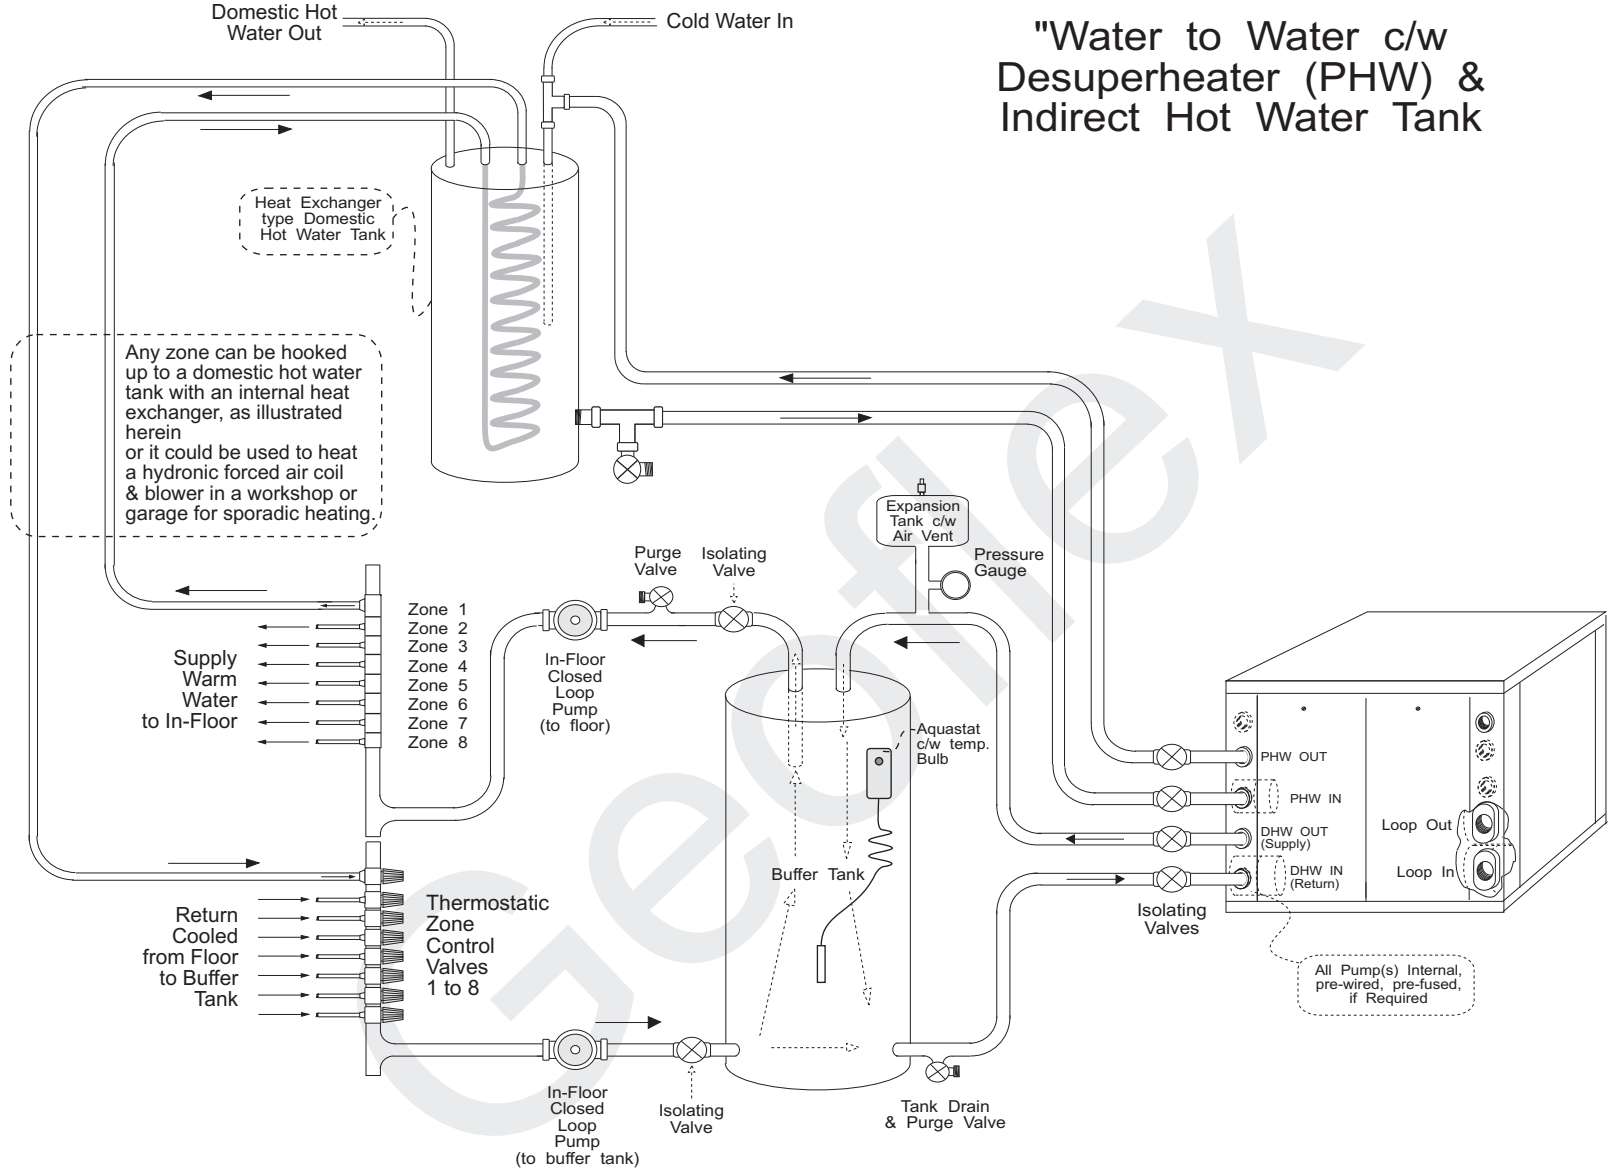 Domestic Hot
Water Out
Cold Water In
"Water to Water c/w
Desuperheater (PHW) &
Indirect Hot Water Tank
Heat Exchanger
type Domestic
Hot Water Tank
Any zone can be hooked
up to a domestic hot water
tank with an internal heat
exchanger, as illustrated
herein
or it could be used to heat
a hydronic forced air coil
& blower in a workshop or
garage for sporadic heating.
Expansion
Tank c/w
Air Vent
Pressure
Gauge
Purge
Valve
Isolating
Valve
Zone 1
Zone 2
Zone 3
Zone 4
Zone 5
Zone 6
Zone 7
Zone 8
Supply
Warm
Water
to In-Floor
In-Floor
Closed
Loop
Pump
(to floor)
Aquastat
c/w temp.
Bulb
PHW OUT
PHW IN
DHW OUT
(Supply)
DHW IN
(Return)
Loop Out
Loop In
Buffer Tank
Isolating
Valves
Return
Cooled
from Floor
to Buffer
Tank
Thermostatic
Zone
Control
Valves
1 to 8
All Pump(s) Internal,
pre-wired, pre-fused,
if Required
In-Floor
Closed
Loop
Pump
(to buffer tank)
Isolating
Valve
Tank Drain
& Purge Valve
Geoflex